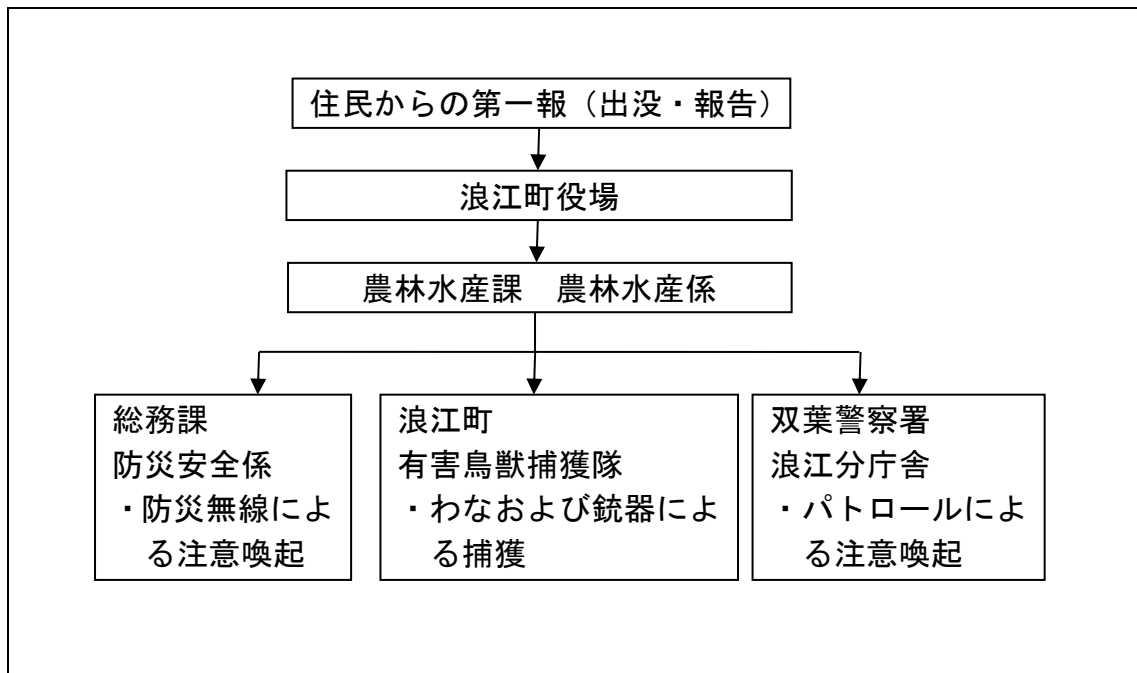 住民からの第一報（出没・報告）
浪江町役場
農林水産課　農林水産係
総務課
防災安全係
・防災無線によ
る注意喚起
浪江町
有害鳥獣捕獲隊
・わなおよび銃器によ
る捕獲
双葉警察署
浪江分庁舎
・パトロールによ
る注意喚起